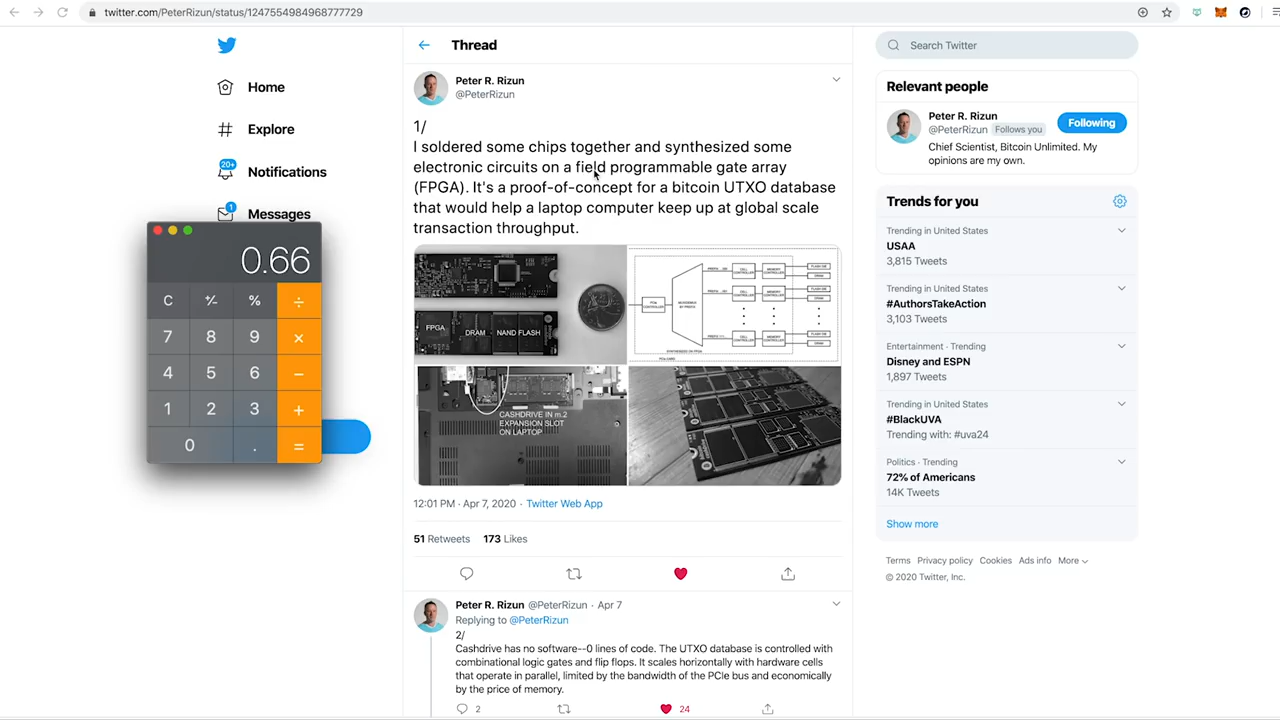 twitter.com/PeterRizun/status/1247554984968777729
Home
Explore
20+
Notifications
1
Messages
0.66
C
+⁄-
%
÷
7
8
9
×
4
5
6
−
1
2
3
+
0
.
=
Thread
Peter R. Rizun
@PeterRizun
1/
I soldered some chips together and synthesized some
electronic circuits on a field programmable gate array
(FPGA). It's a proof-of-concept for a bitcoin UTXO database
that would help a laptop computer keep up at global scale
transaction throughput.
FPGA
DRAM
NAND FLASH
CASHDRIVE IN m.2
EXPANSION SLOT
ON LAPTOP
12:01 PM · Apr 7, 2020 · Twitter Web App
51 Retweets 173 Likes
Peter R. Rizun @PeterRizun · Apr 7
Replying to @PeterRizun
2/
Cashdrive has no software--0 lines of code. The UTXO database is controlled with
combinational logic gates and flip flops. It scales horizontally with hardware cells
that operate in parallel, limited by the bandwidth of the PCIe bus and economically
by the price of memory.
2
24
Search Twitter
Relevant people
Peter R. Rizun
@PeterRizun Follows you
Following
Chief Scientist, Bitcoin Unlimited. My
opinions are my own.
Trends for you
Trending in United States
USAA
3,815 Tweets
Trending in United States
#AuthorsTakeAction
3,103 Tweets
Entertainment · Trending
Disney and ESPN
1,897 Tweets
Trending in United States
#BlackUVA
Trending with: #uva24
Politics · Trending
72% of Americans
14K Tweets
Show more
Terms Privacy policy Cookies Ads info More
© 2020 Twitter, Inc.